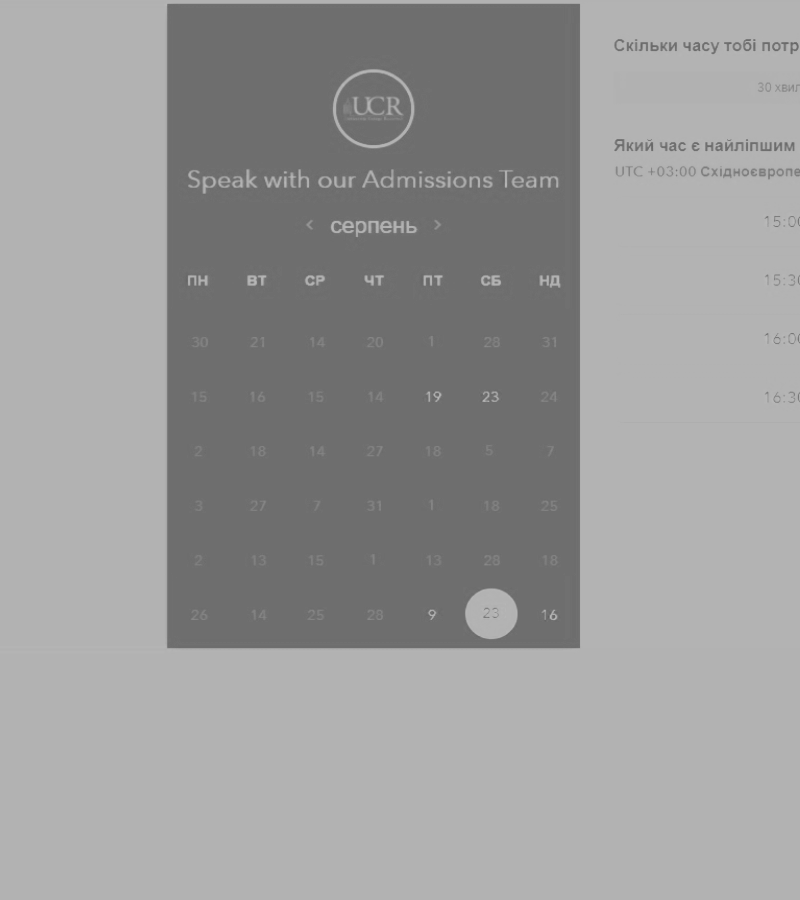 UCR
Speak with our Admissions Team
< серпень >
ПН ВТ СР ЧТ ПТ СБ НД
30 21 14 20 1 28 31
15 16 15 14 19 23 24
2 18 14 27 18 5 7
3 27 7 31 1 18 25
2 13 15 1 13 28 18
26 14 25 28 9 23 16
Скільки часу тобі потр
30 хвил
Який час є найліпшим
UTC +03:00 Східноєвропе
15:00
15:30
16:00
16:30